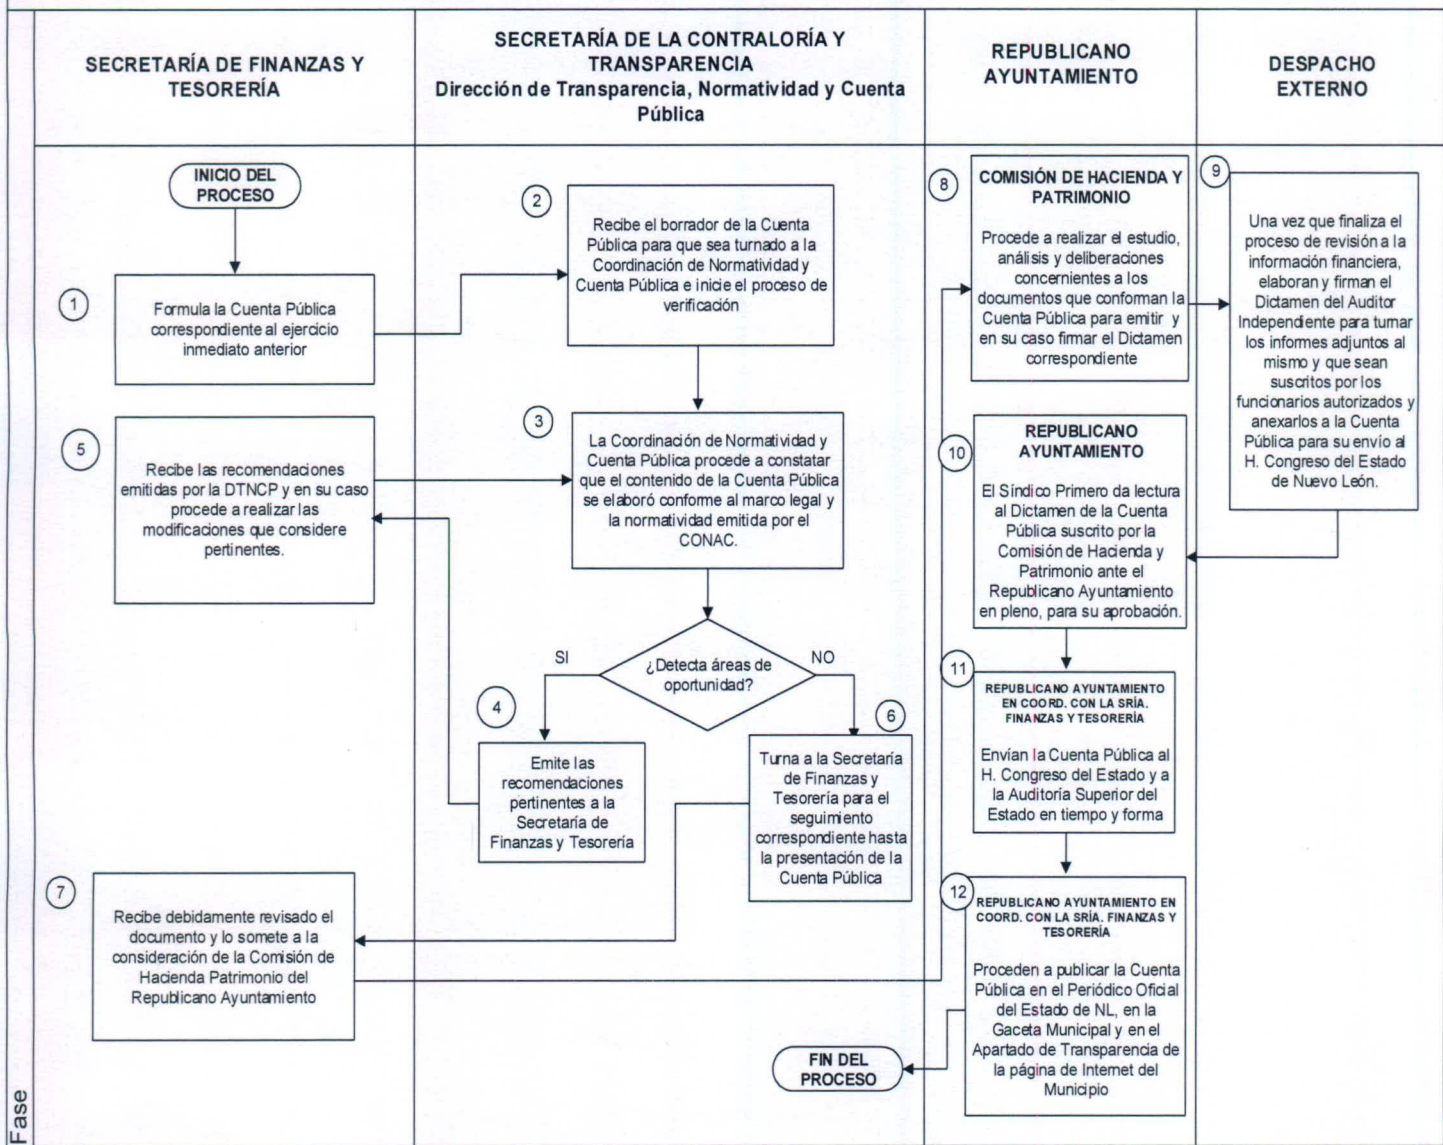 SECRETARÍA DE FINANZAS Y
TESORERÍA
SECRETARÍA DE LA CONTRALORÍA Y
TRANSPARENCIA
Dirección de Transparencia, Normatividad y Cuenta
Pública
REPUBLICANO
AYUNTAMIENTO
DESPACHO
EXTERNO
INICIO DEL
PROCESO
1
Formula la Cuenta Pública
correspondiente al ejercicio
inmediato anterior
2
Recibe el borrador de la Cuenta
Pública para que sea turnado a la
Coordinación de Normatividad y
Cuenta Pública e inicie el proceso de
verificación
3
La Coordinación de Normatividad y
Cuenta Pública procede a constatar
que el contenido de la Cuenta Pública
se elaboró conforme al marco legal y
la normatividad emitida por el
CONAC.
¿Detecta áreas de
oportunidad?
SI
NO
4
Emite las
recomendaciones
pertinentes a la
Secretaría de
Finanzas y Tesorería
5
Recibe las recomendaciones
emitidas por la DTNCP y en su caso
procede a realizar las
modificaciones que considere
pertinentes.
6
Turna a la Secretaría
de Finanzas y
Tesorería para el
seguimiento
correspondiente hasta
la presentación de la
Cuenta Pública
7
Recibe debidamente revisado el
documento y lo somete a la
consideración de la Comisión de
Hacienda Patrimonio del
Republicano Ayuntamiento
8
COMISIÓN DE HACIENDA Y
PATRIMONIO
Procede a realizar el estudio,
análisis y deliberaciones
concernientes a los
documentos que conforman la
Cuenta Pública para emitir y
en su caso firmar el Dictamen
correspondiente
9
Una vez que finaliza el
proceso de revisión a la
información financiera,
elaboran y firman el
Dictamen del Auditor
Independiente para turnar
los informes adjuntos al
mismo y que sean
suscritos por los
funcionarios autorizados y
anexarlos a la Cuenta
Pública para su envío al
H. Congreso del Estado
de Nuevo León.
10
REPUBLICANO
AYUNTAMIENTO
El Síndico Primero da lectura
al Dictamen de la Cuenta
Pública suscrito por la
Comisión de Hacienda y
Patrimonio ante el
Republicano Ayuntamiento
en pleno, para su aprobación.
11
REPUBLICANO AYUNTAMIENTO
EN COORD. CON LA SRÍA.
FINANZAS Y TESORERÍA
Envían la Cuenta Pública al
H. Congreso del Estado y a
la Auditoría Superior del
Estado en tiempo y forma
12
REPUBLICANO AYUNTAMIENTO EN
COORD. CON LA SRÍA. FINANZAS Y
TESORERÍA
Proceden a publicar la Cuenta
Pública en el Periódico Oficial
del Estado de NL, en la
Gaceta Municipal y en el
Apartado de Transparencia de
la página de Internet del
Municipio
FIN DEL
PROCESO
Fase